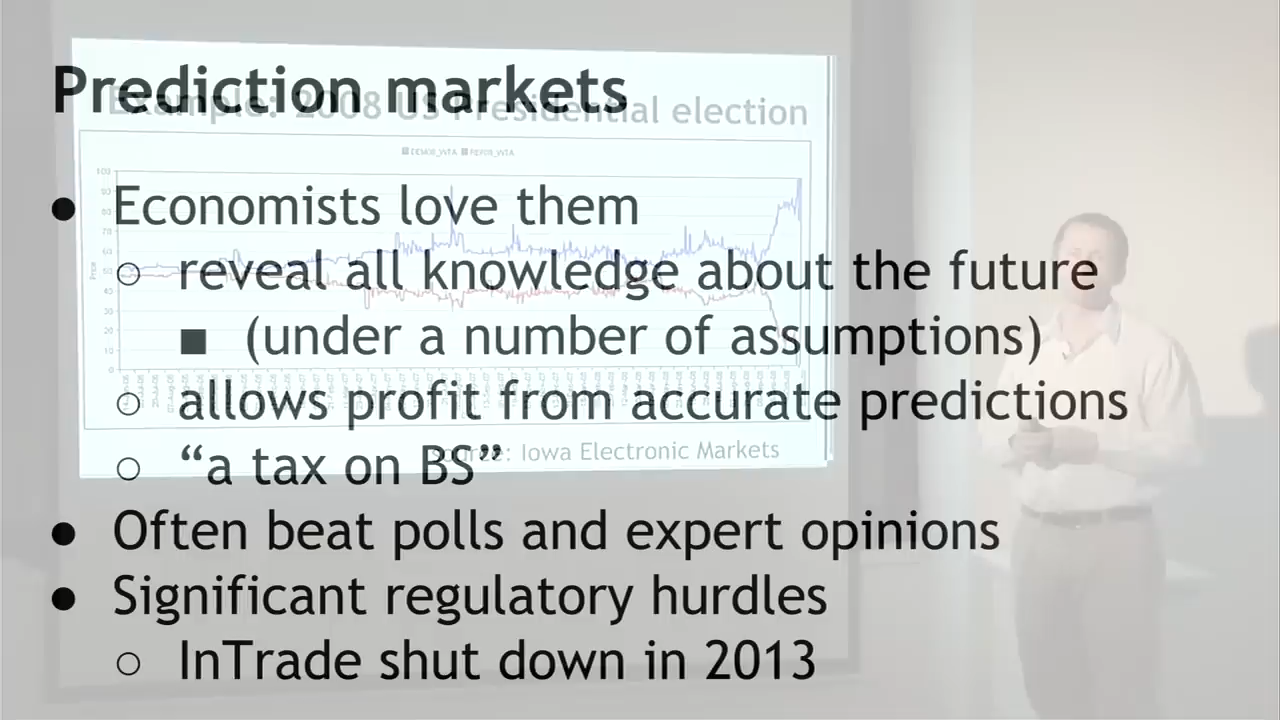 Prediction markets
Example: 2008 US Presidential election
DEM08_WTA REP08_WTA
● Economists love them
○ reveal all knowledge about the future
■ (under a number of assumptions)
○ allows profit from accurate predictions
○ “a tax on BS”
source: Iowa Electronic Markets
● Often beat polls and expert opinions
● Significant regulatory hurdles
○ InTrade shut down in 2013